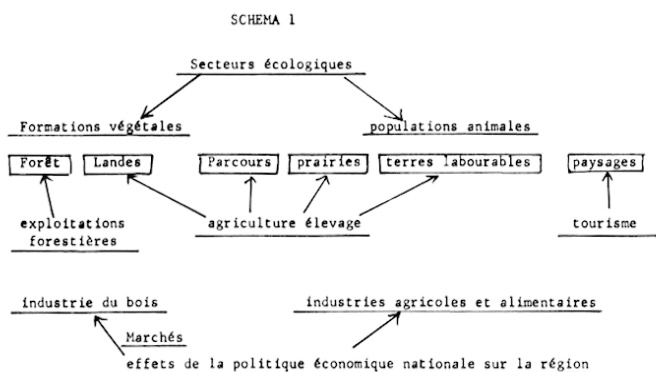 SCHEMA 1
Secteurs écologiques
Formations végétales populations animales
Forêt Landes Parcours prairies terres labourables paysages
exploitations agriculture élevage tourisme
forestières
industrie du bois industries agricoles et alimentaires
Marchés
effets de la politique économique nationale sur la région